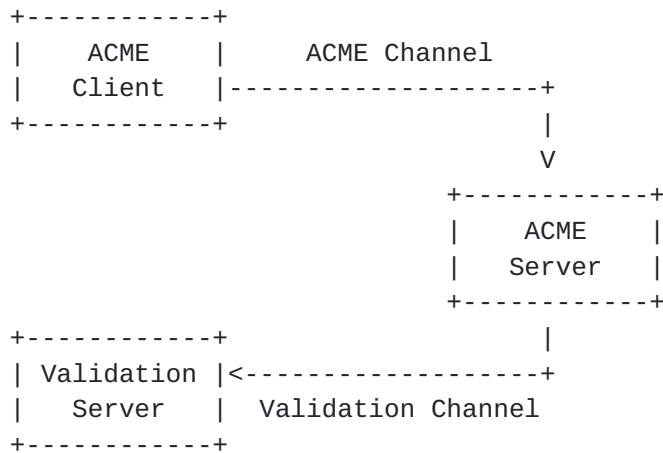 +------------+
|    ACME    |     ACME Channel
|   Client   |--------------------+
+------------+                    |
                                  V
                            +------------+
                            |    ACME    |
                            |   Server   |
                            +------------+
+------------+                    |
| Validation |<-------------------+
|   Server   |  Validation Channel
+------------+